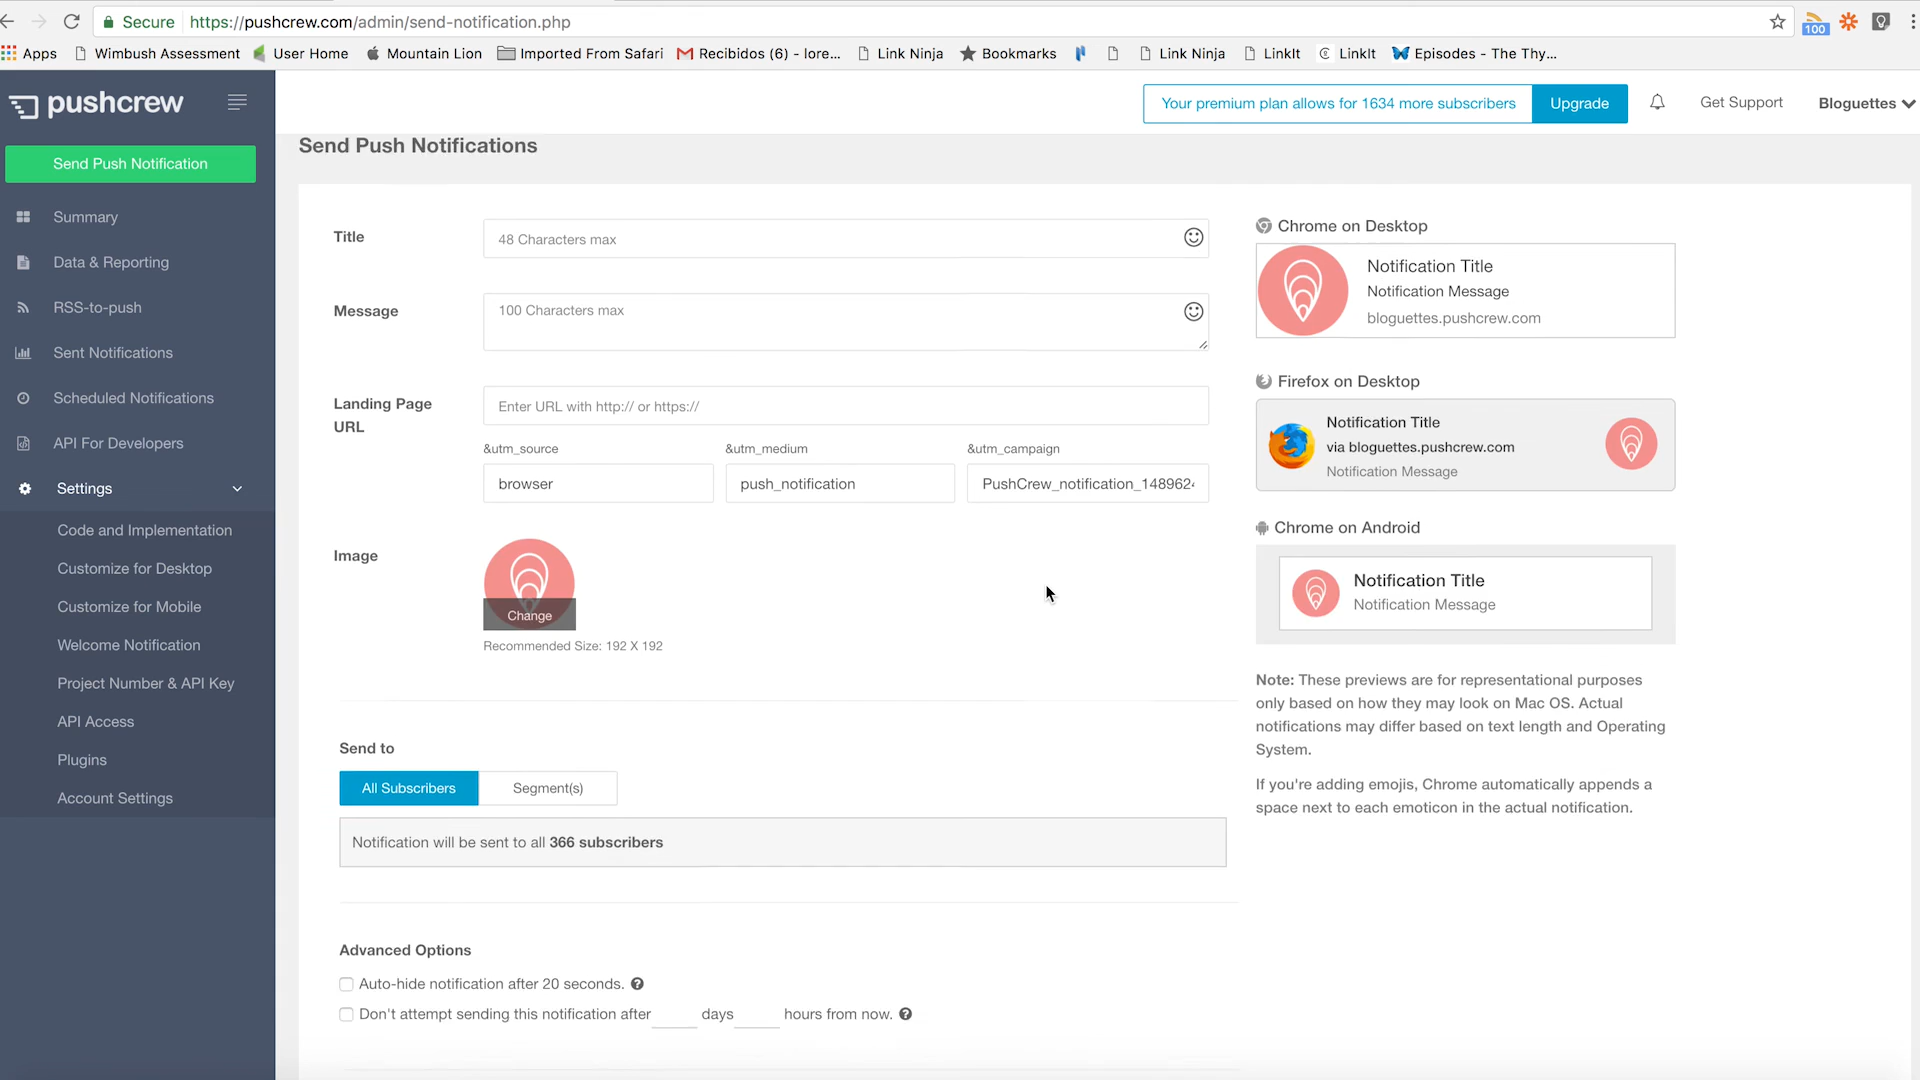 Secure https://pushcrew.com/admin/send-notification.php
100
Apps Wimbush Assessment User Home Mountain Lion Imported From Safari Recibidos (6) - lore... Link Ninja Bookmarks Link Ninja LinkIt LinkIt Episodes - The Thy...
pushcrew
Your premium plan allows for 1634 more subscribers Upgrade Get Support Bloguettes
Send Push Notification
Summary
Data & Reporting
RSS-to-push
Sent Notifications
Scheduled Notifications
API For Developers
Settings
Code and Implementation
Customize for Desktop
Customize for Mobile
Welcome Notification
Project Number & API Key
API Access
Plugins
Account Settings
Send Push Notifications
Title 48 Characters max
Message 100 Characters max
Landing Page URL Enter URL with http:// or https://
&utm_source &utm_medium &utm_campaign
browser push_notification PushCrew_notification_148962
Image
Change
Recommended Size: 192 X 192
Send to
All Subscribers Segment(s)
Notification will be sent to all 366 subscribers
Advanced Options
Auto-hide notification after 20 seconds. ?
Don't attempt sending this notification after days hours from now. ?
Chrome on Desktop
Notification Title
Notification Message
bloguettes.pushcrew.com
Firefox on Desktop
Notification Title
via bloguettes.pushcrew.com
Notification Message
Chrome on Android
Notification Title
Notification Message
Note: These previews are for representational purposes
only based on how they may look on Mac OS. Actual
notifications may differ based on text length and Operating
System.
If you're adding emojis, Chrome automatically appends a
space next to each emoticon in the actual notification.